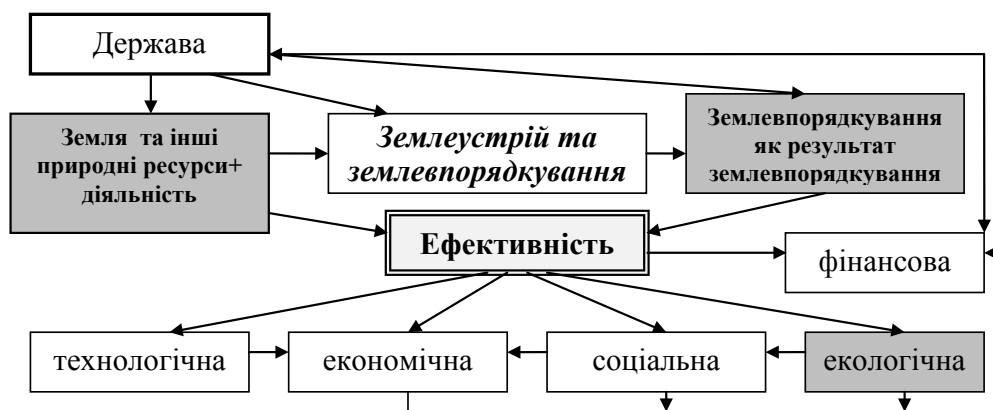 Держава
Земля та інші
природні ресурси+
діяльність
Землеустрій та
землевпорядкування
Землевпорядкування
як результат
землевпорядкування
Ефективність
фінансова
технологічна
економічна
соціальна
екологічна